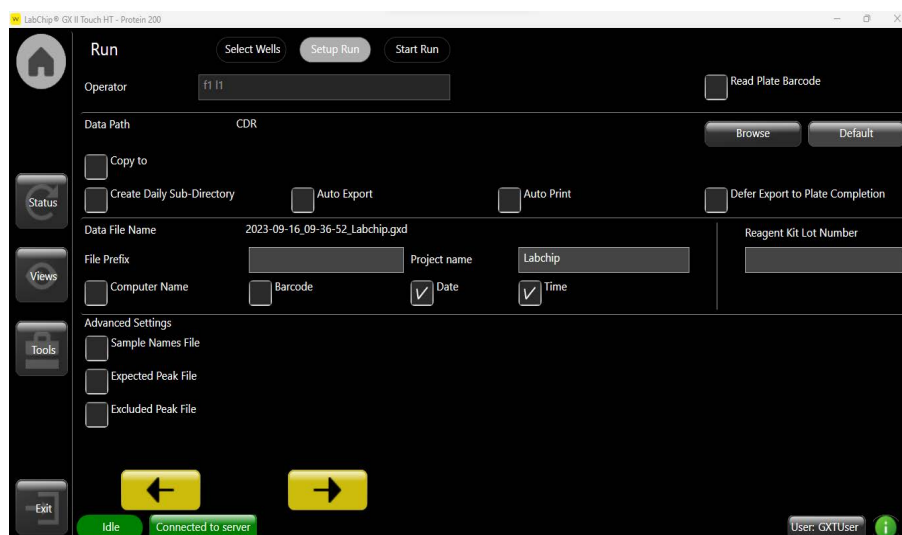 LabChip® GX II Touch HT - Protein 200
Run
Select Wells
Setup Run
Start Run
Operator
f1 l1
Read Plate Barcode
Data Path
CDR
Browse
Default
Copy to
Create Daily Sub-Directory
Auto Export
Auto Print
Defer Export to Plate Completion
Status
Data File Name
2023-09-16_09-36-52_Labchip.gxd
Reagent Kit Lot Number
File Prefix
Project name
Labchip
Views
Computer Name
Barcode
Date
Time
Advanced Settings
Tools
Sample Names File
Expected Peak File
Excluded Peak File
Exit
Idle
Connected to server
User: GXTUser